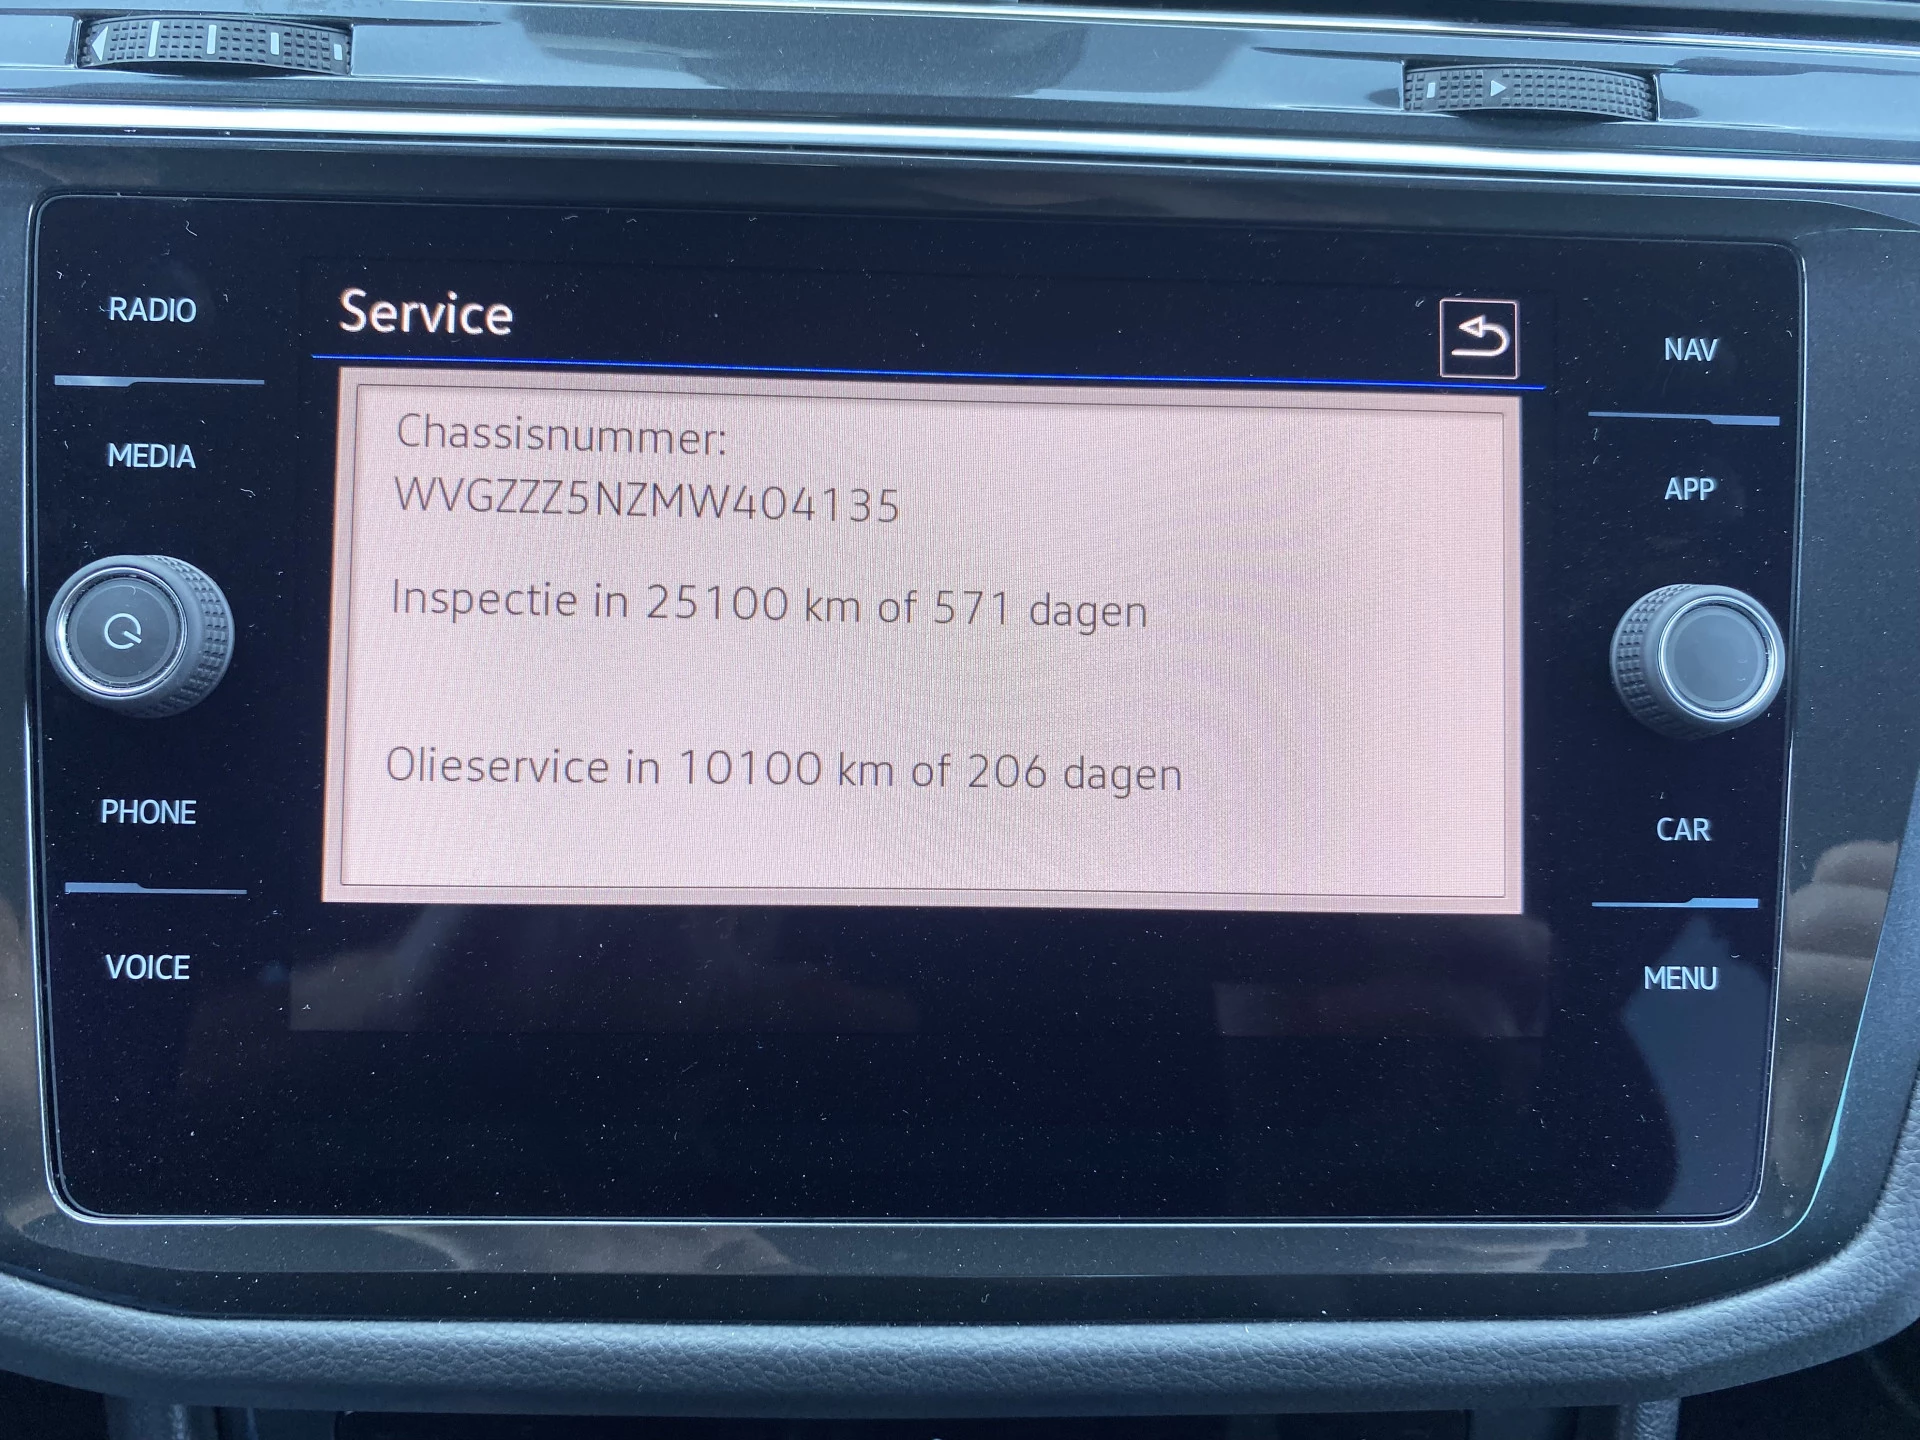 Service
RADIO
MEDIA
PHONE
VOICE
Chassisnummer:
WVGZZZ5NZMW404135
Inspectie in 25100 km of 571 dagen
Olieservice in 10100 km of 206 dagen
NAV
APP
CAR
MENU